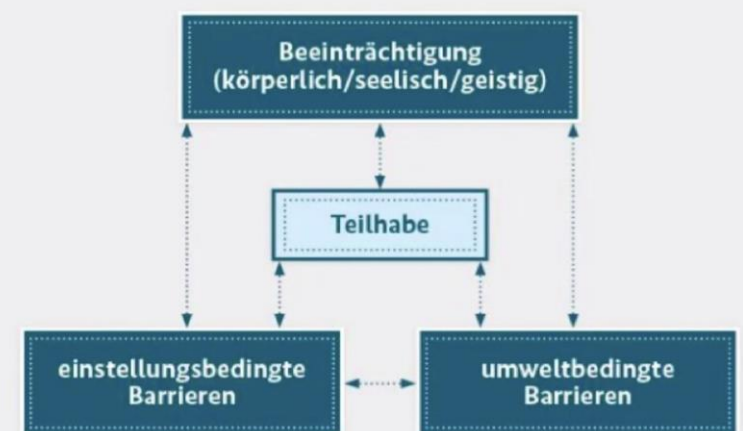 Beeinträchtigung
(körperlich/seelisch/geistig)
Teilhabe
einstellungsbedingte
Barrieren
umweltbedingte
Barrieren